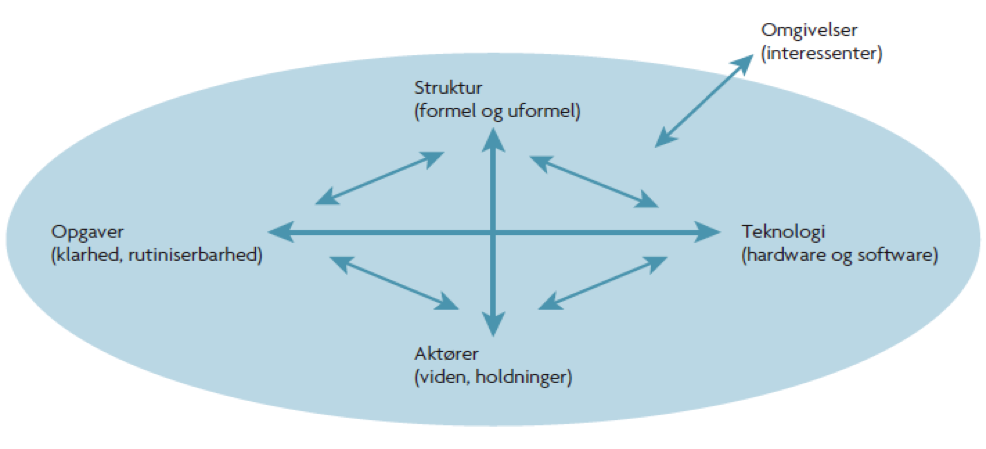 Omgivelser
(interessenter)
Struktur
(formel og uformel)
Opgaver
(klarhed, rutiniserbarhed)
Teknologi
(hardware og software)
Aktører
(viden, holdninger)